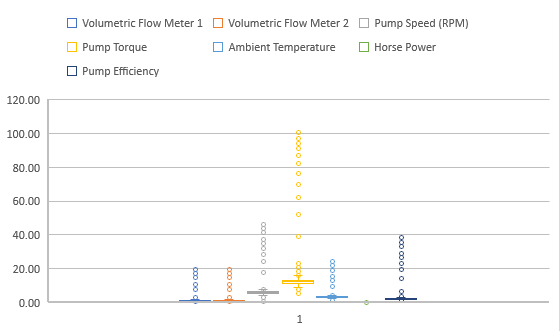 Volumetric Flow Meter 1 Volumetric Flow Meter 2 Pump Speed (RPM)
Pump Torque Ambient Temperature Horse Power
Pump Efficiency
120.00
100.00
80.00
60.00
40.00
20.00
0.00
1